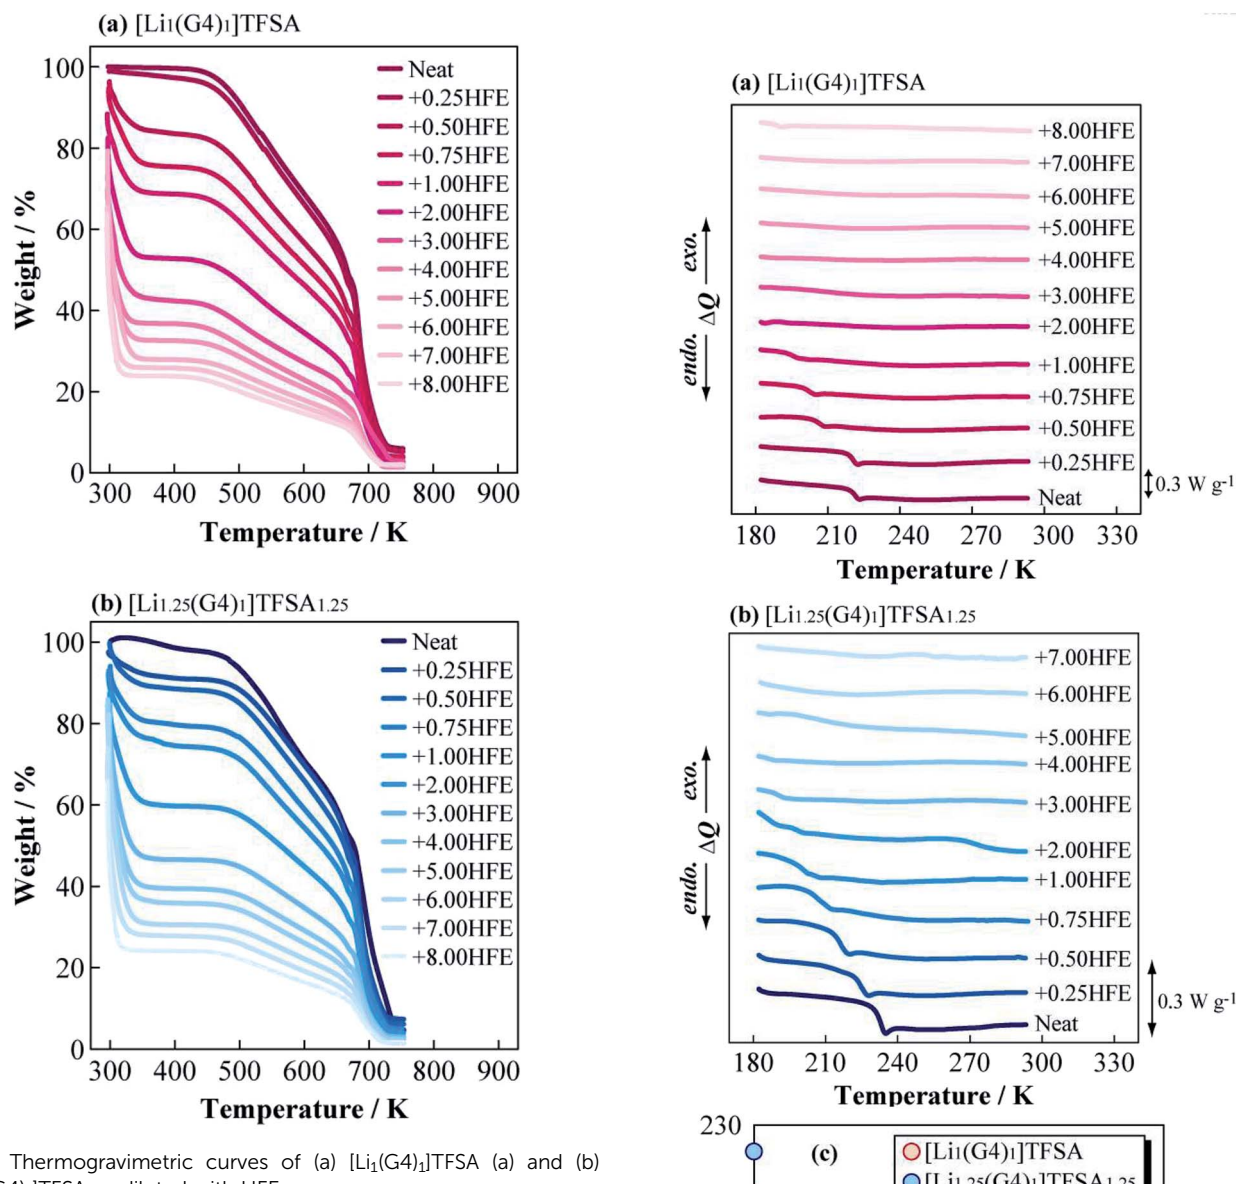 (a) [Li1(G4)1]TFSA
100
80
60
40
20
0
Weight / %
Neat
+0.25HFE
+0.50HFE
+0.75HFE
+1.00HFE
+2.00HFE
+3.00HFE
+4.00HFE
+5.00HFE
+6.00HFE
+7.00HFE
+8.00HFE
300 400 500 600 700 800 900
Temperature / K
(b) [Li1.25(G4)1]TFSA1.25
100
80
60
40
20
0
Weight / %
Neat
+0.25HFE
+0.50HFE
+0.75HFE
+1.00HFE
+2.00HFE
+3.00HFE
+4.00HFE
+5.00HFE
+6.00HFE
+7.00HFE
+8.00HFE
300 400 500 600 700 800 900
Temperature / K
Thermogravimetric curves of (a) [Li1(G4)1]TFSA (a) and (b)
(a) [Li1(G4)1]TFSA
endo. ΔQ exo.
+8.00HFE
+7.00HFE
+6.00HFE
+5.00HFE
+4.00HFE
+3.00HFE
+2.00HFE
+1.00HFE
+0.75HFE
+0.50HFE
+0.25HFE
Neat
0.3 W g-1
180 210 240 270 300 330
Temperature / K
(b) [Li1.25(G4)1]TFSA1.25
endo. ΔQ exo.
+7.00HFE
+6.00HFE
+5.00HFE
+4.00HFE
+3.00HFE
+2.00HFE
+1.00HFE
+0.75HFE
+0.50HFE
+0.25HFE
Neat
0.3 W g-1
180 210 240 270 300 330
Temperature / K
230
(c)
[Li1(G4)1]TFSA
[Li1.25(G4)1]TFSA1.25